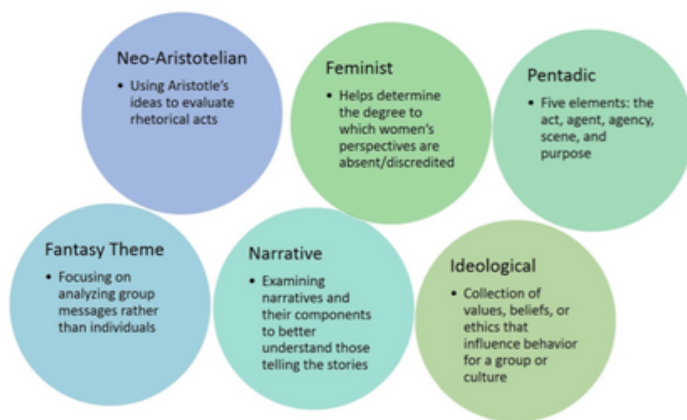 Neo-Aristotelian
• Using Aristotle's
ideas to evaluate
rhetorical acts
Feminist
• Helps determine
the degree to
which women's
perspectives are
absent/discredited
Pentadic
• Five elements: the
act, agent, agency,
scene, and
purpose
Fantasy Theme
• Focusing on
analyzing group
messages rather
than individuals
Narrative
• Examining
narratives and
their components
to better
understand those
telling the stories
Ideological
• Collection of
values, beliefs, or
ethics that
influence behavior
for a group or
culture